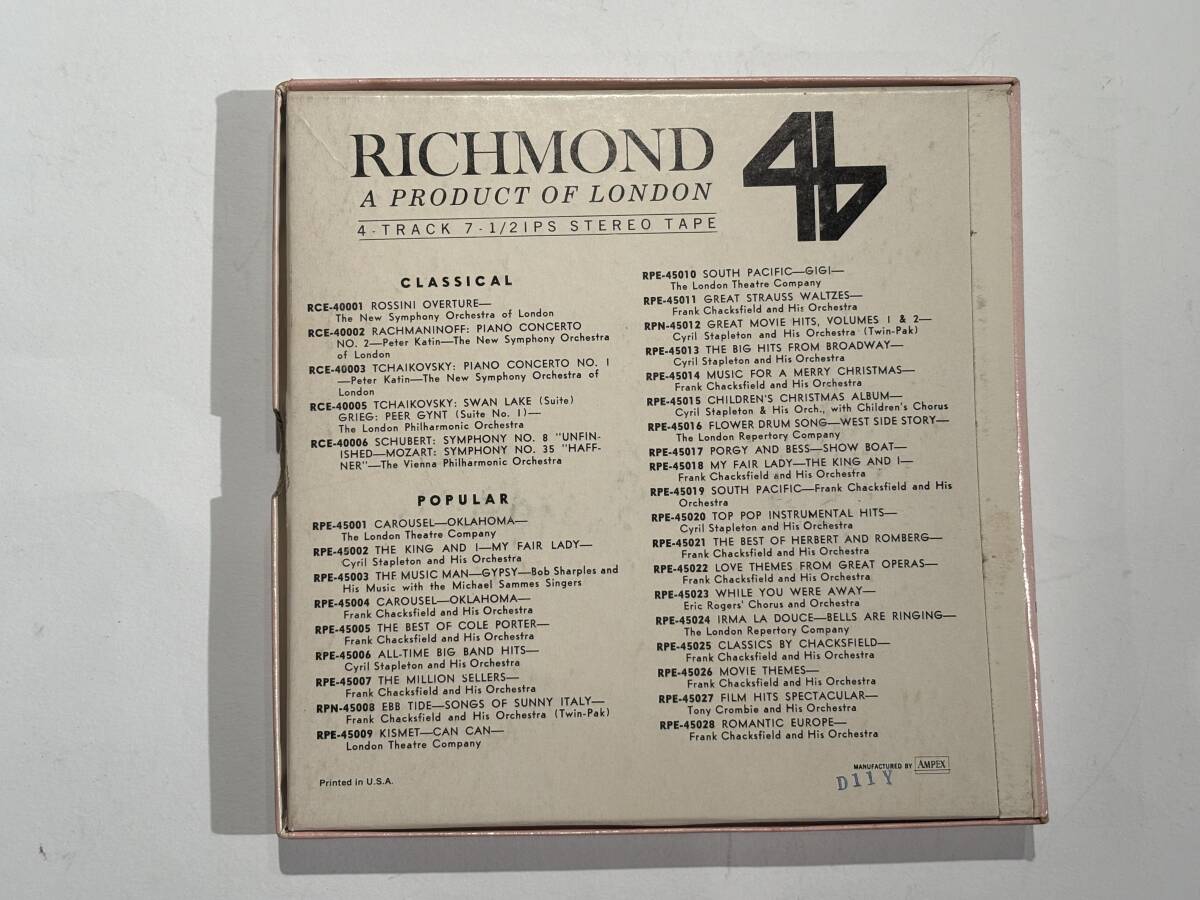 RICHMOND
A PRODUCT OF LONDON
4-TRACK 7-1/2 IPS STEREO TAPE
4
CLASSICAL
RCE-40001 ROSSINI OVERTURE—
The New Symphony Orchestra of London
RCE-40002 RACHMANINOFF: PIANO CONCERTO
NO. 2—Peter Katin—The New Symphony Orchestra
of London
RCE-40003 TCHAIKOVSKY: PIANO CONCERTO NO. 1
—Peter Katin—The New Symphony Orchestra of
London
RCE-40005 TCHAIKOVSKY: SWAN LAKE (Suite)
GRIEG: PEER GYNT (Suite No. 1)—
The London Philharmonic Orchestra
RCE-40006 SCHUBERT: SYMPHONY NO. 8 "UNFIN-
ISHED—MOZART: SYMPHONY NO. 35 "HAFF-
NER"—The Vienna Philharmonic Orchestra
POPULAR
RPE-45001 CAROUSEL—OKLAHOMA—
The London Theatre Company
RPE-45002 THE KING AND I—MY FAIR LADY—
Cyril Stapleton and His Orchestra
RPE-45003 THE MUSIC MAN—GYPSY—Bob Sharples and
His Music with the Michael Sammes Singers
RPE-45004 CAROUSEL—OKLAHOMA—
Frank Chacksfield and His Orchestra
RPE-45005 THE BEST OF COLE PORTER—
Frank Chacksfield and His Orchestra
RPE-45006 ALL-TIME BIG BAND HITS—
Cyril Stapleton and His Orchestra
RPE-45007 THE MILLION SELLERS—
Frank Chacksfield and His Orchestra
RPN-45008 EBB TIDE—SONGS OF SUNNY ITALY—
Frank Chacksfield and His Orchestra (Twin-Pak)
RPE-45009 KISMET—CAN CAN—
London Theatre Company
RPE-45010 SOUTH PACIFIC—GIGI—
The London Theatre Company
RPE-45011 GREAT STRAUSS WALTZES—
Frank Chacksfield and His Orchestra
RPN-45012 GREAT MOVIE HITS, VOLUMES 1 & 2—
Cyril Stapleton and His Orchestra (Twin-Pak)
RPE-45013 THE BIG HITS FROM BROADWAY—
Cyril Stapleton and His Orchestra
RPE-45014 MUSIC FOR A MERRY CHRISTMAS—
Frank Chacksfield and His Orchestra
RPE-45015 CHILDREN'S CHRISTMAS ALBUM—
Cyril Stapleton & His Orch., with Children's Chorus
RPE-45016 FLOWER DRUM SONG—WEST SIDE STORY—
The London Repertory Company
RPE-45017 PORGY AND BESS—SHOW BOAT—
RPE-45018 MY FAIR LADY—THE KING AND I—
Frank Chacksfield and His Orchestra
RPE-45019 SOUTH PACIFIC—Frank Chacksfield and His
Orchestra
RPE-45020 TOP POP INSTRUMENTAL HITS—
Cyril Stapleton and His Orchestra
RPE-45021 THE BEST OF HERBERT AND ROMBERG—
Frank Chacksfield and His Orchestra
RPE-45022 LOVE THEMES FROM GREAT OPERAS—
Frank Chacksfield and His Orchestra
RPE-45023 WHILE YOU WERE AWAY—
Eric Rogers' Chorus and Orchestra
RPE-45024 IRMA LA DOUCE—BELLS ARE RINGING—
The London Repertory Company
RPE-45025 CLASSICS BY CHACKSFIELD—
Frank Chacksfield and His Orchestra
RPE-45026 MOVIE THEMES—
Frank Chacksfield and His Orchestra
RPE-45027 FILM HITS SPECTACULAR—
Tony Crombie and His Orchestra
RPE-45028 ROMANTIC EUROPE—
Frank Chacksfield and His Orchestra
Printed in U.S.A.
MANUFACTURED BY AMPEX
D11Y